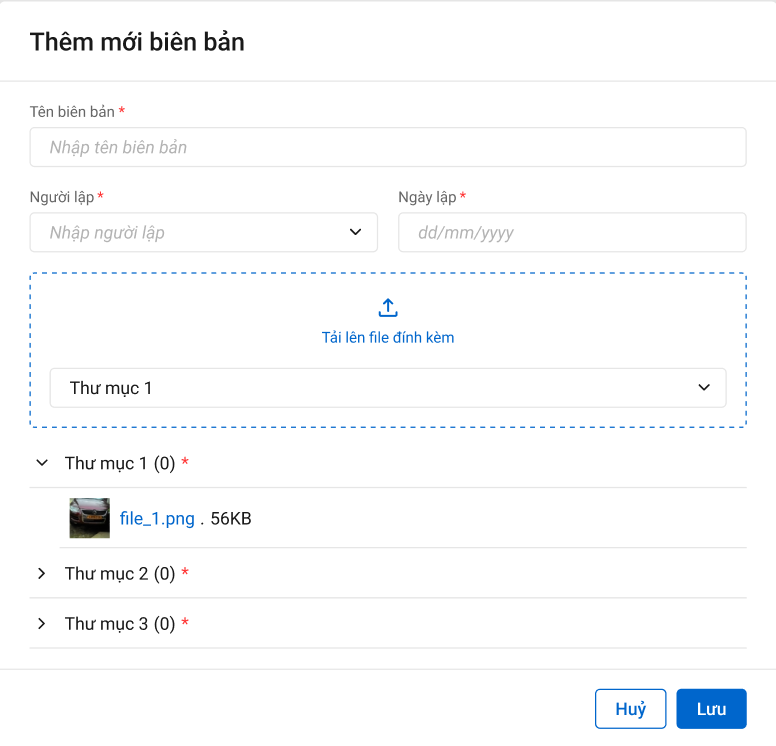 Thêm mới biên bản
Tên biên bản *
Nhập tên biên bản
Người lập * Ngày lập *
Nhập người lập dd/mm/yyyy
Tải lên file đính kèm
Thư mục 1
Thư mục 1 (0) *
file_1.png . 56KB
Thư mục 2 (0) *
Thư mục 3 (0) *
Huỷ Lưu